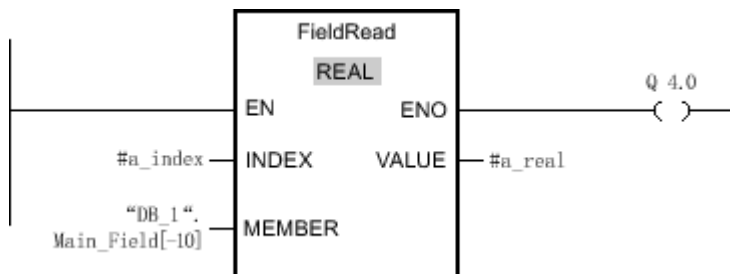 FieldRead
REAL
Q 4.0
EN ENO
#a_index INDEX VALUE #a_real
“DB_1“.
Main_Field[-10] MEMBER